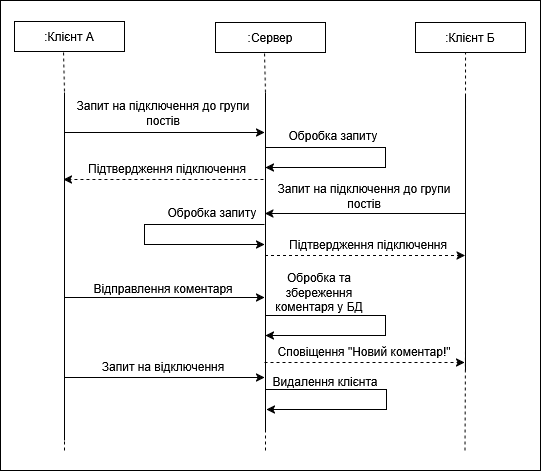 :Клієнт А
:Сервер
:Клієнт Б
Запит на підключення до групи
постів
Обробка запиту
Підтвердження підключення
Запит на підключення до групи
постів
Обробка запиту
Підтвердження підключення
Відправлення коментаря
Обробка та
збереження
коментаря у БД
Сповіщення "Новий коментар!"
Запит на відключення
Видалення клієнта